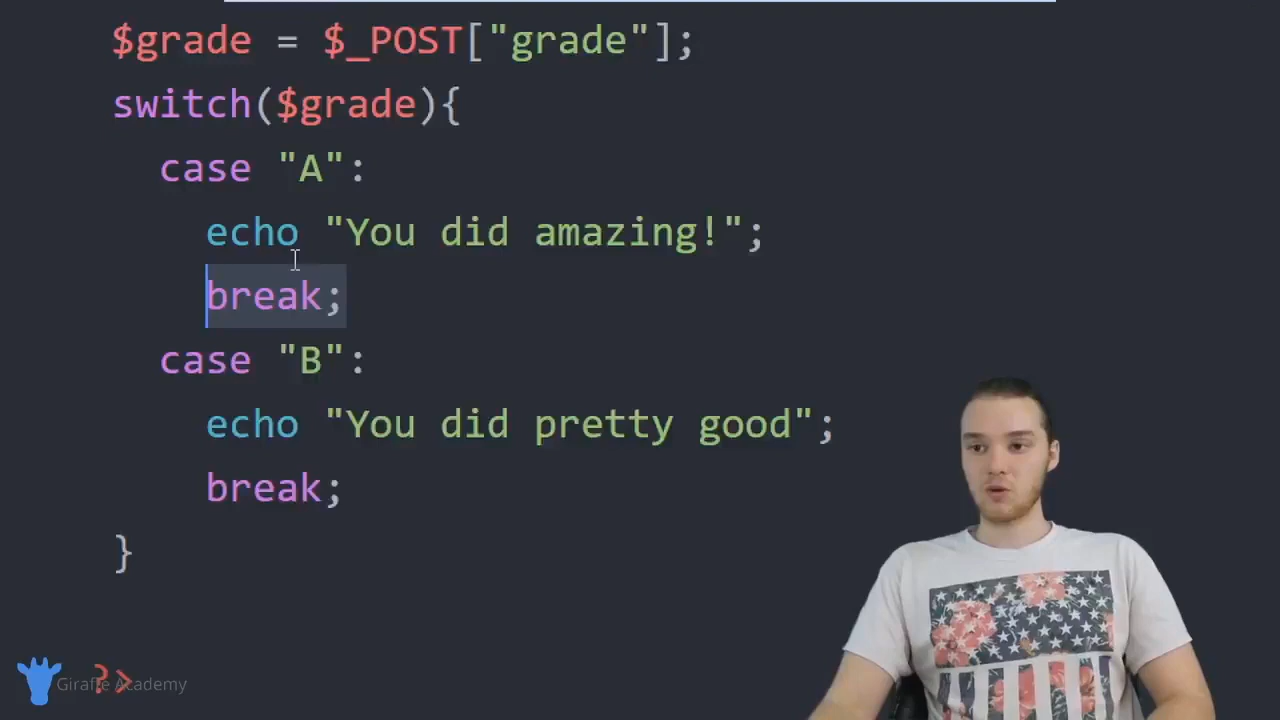 $grade = $_POST["grade"];
switch($grade){
case "A":
echo "You did amazing!";
break;
case "B":
echo "You did pretty good";
break;
}
?>
Giraffe Academy